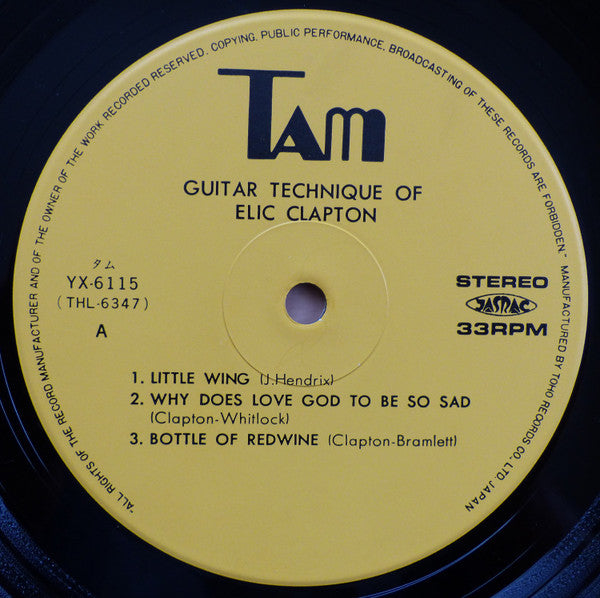 TAM
GUITAR TECHNIQUE OF
ELIC CLAPTON
タム
YX-6115
(THL-6347)
A
STEREO
JASRAC
33RPM
1. LITTLE WING (J.Hendrix)
2. WHY DOES LOVE GOD TO BE SO SAD
(Clapton-Whitlock)
3. BOTTLE OF REDWINE (Clapton-Bramlett)
"ALL RIGHTS OF THE RECORD MANUFACTURER AND OF THE OWNER OF THE WORK RECORDED RESERVED. COPYING. PUBLIC PERFORMANCE, BROADCASTING OF THESE RECORDS ARE FORBIDDEN." MANUFACTURED BY TOHO RECORDS CO., LTD. JAPAN